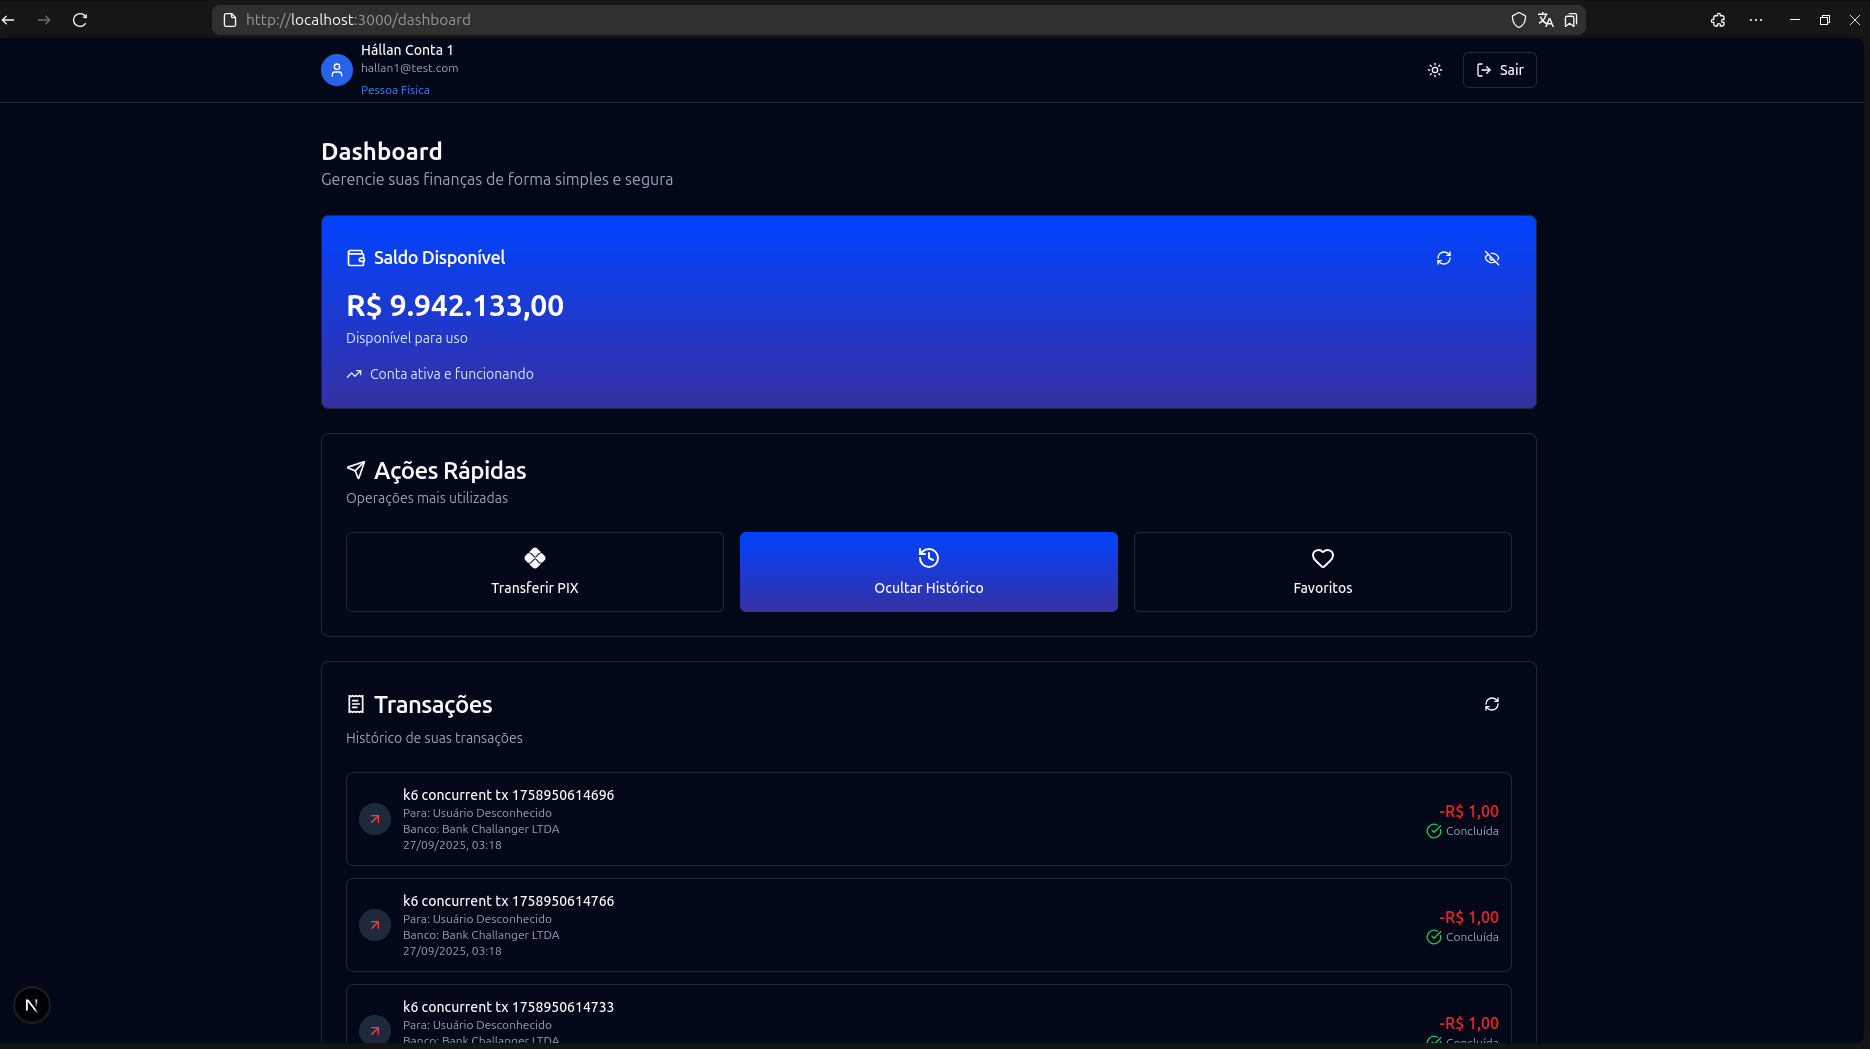 http://localhost:3000/dashboard
Hállan Conta 1
hallan1@test.com
Pessoa Física
Sair
Dashboard
Gerencie suas finanças de forma simples e segura
Saldo Disponível
R$ 9.942.133,00
Disponível para uso
Conta ativa e funcionando
Ações Rápidas
Operações mais utilizadas
Transferir PIX
Ocultar Histórico
Favoritos
Transações
Histórico de suas transações
k6 concurrent tx 1758950614696
Para: Usuário Desconhecido
Banco: Bank Challanger LTDA
27/09/2025, 03:18
-R$ 1,00
Concluída
k6 concurrent tx 1758950614766
Para: Usuário Desconhecido
Banco: Bank Challanger LTDA
27/09/2025, 03:18
-R$ 1,00
Concluída
k6 concurrent tx 1758950614733
Para: Usuário Desconhecido
Banco: Bank Challanger LTDA
-R$ 1,00
Concluída
N